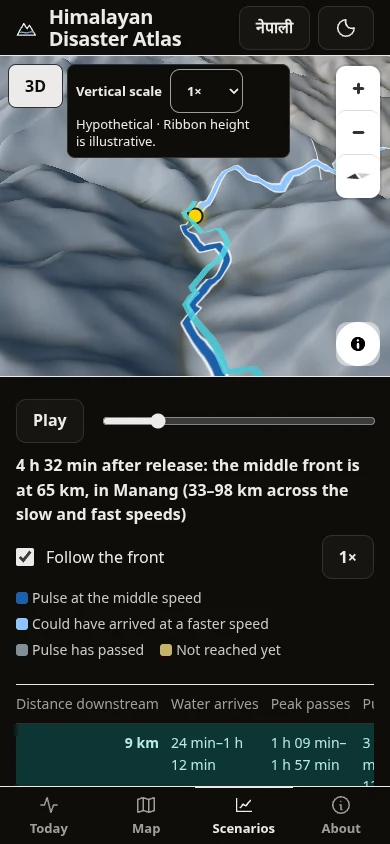 Himalayan
Disaster Atlas
नेपाली
3D
Vertical scale 1×
Hypothetical · Ribbon height
is illustrative.
Play
4 h 32 min after release: the middle front is
at 65 km, in Manang (33–98 km across the
slow and fast speeds)
Follow the front
1×
Pulse at the middle speed
Could have arrived at a faster speed
Pulse has passed Not reached yet
Distance downstream Water arrives Peak passes
9 km 24 min–1 h 1 h 09 min– 3
12 min 1 h 57 min
Today Map Scenarios About